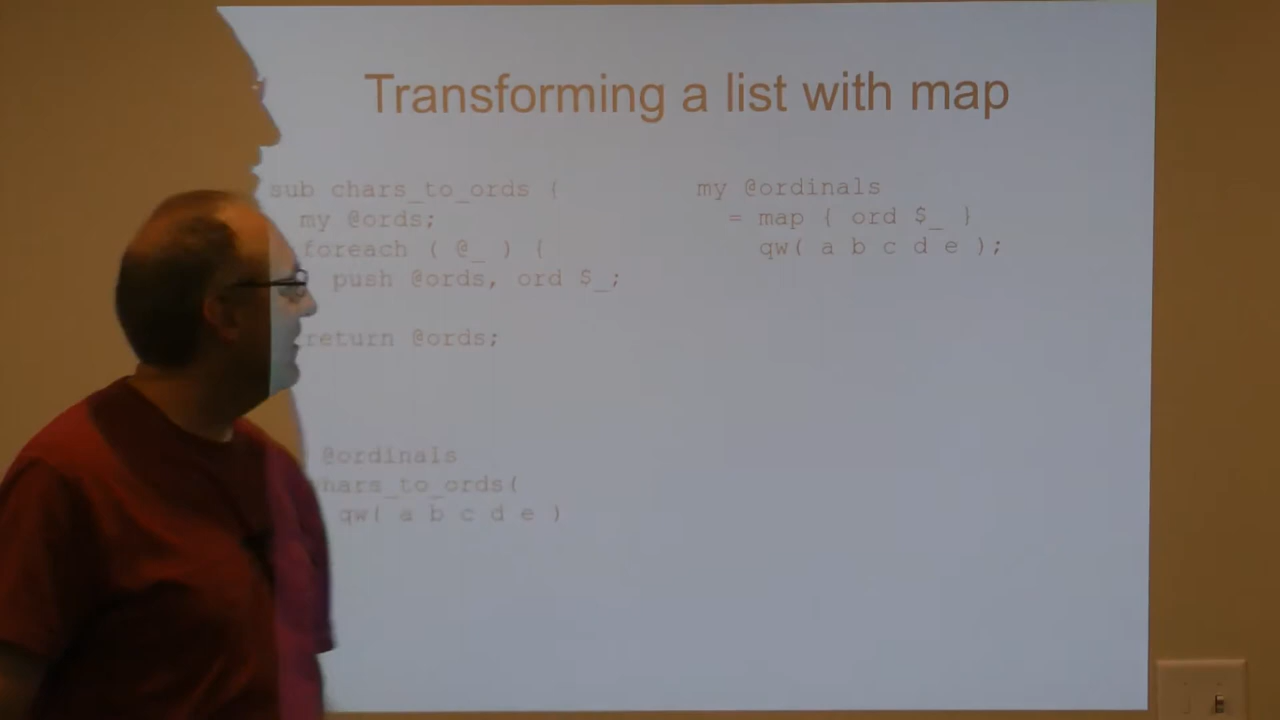 Transforming a list with map
sub chars_to_ords {
my @ords;
foreach ( @_ ) {
push @ords, ord $_;
return @ords;
@ordinals
hars_to_ords(
qw( a b c d e )
my @ordinals
= map { ord $_ }
qw( a b c d e );